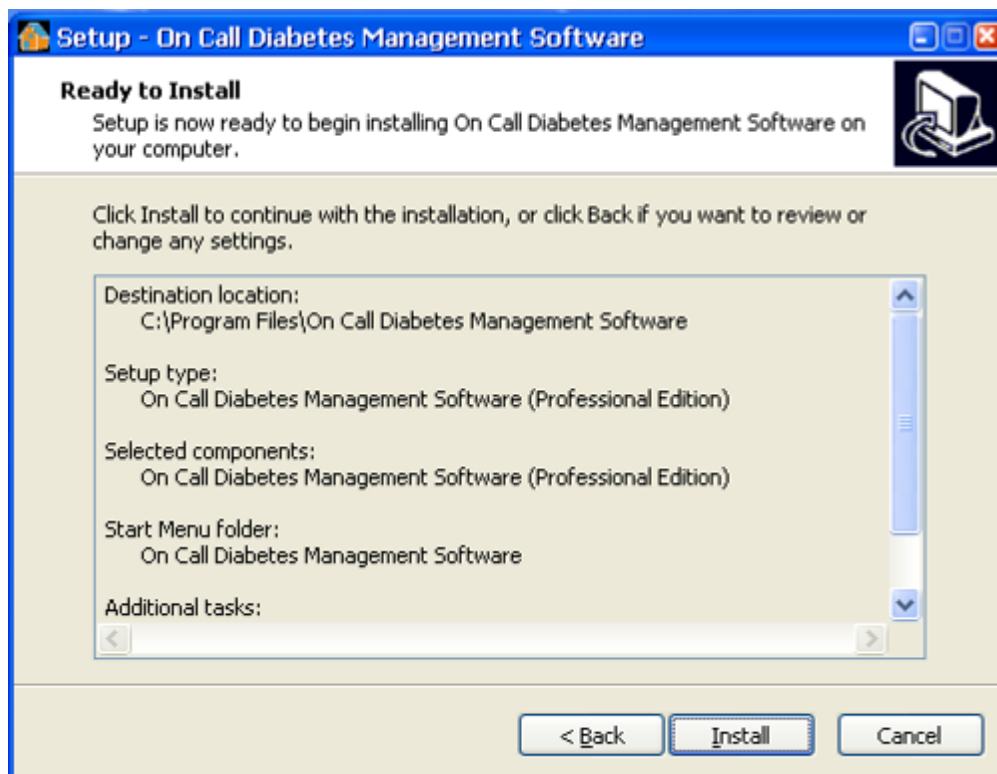 Setup - On Call Diabetes Management Software
Ready to Install
Setup is now ready to begin installing On Call Diabetes Management Software on
your computer.
Click Install to continue with the installation, or click Back if you want to review or
change any settings.
Destination location:
C:\Program Files\On Call Diabetes Management Software
Setup type:
On Call Diabetes Management Software (Professional Edition)
Selected components:
On Call Diabetes Management Software (Professional Edition)
Start Menu folder:
On Call Diabetes Management Software
Additional tasks:
< Back Install Cancel